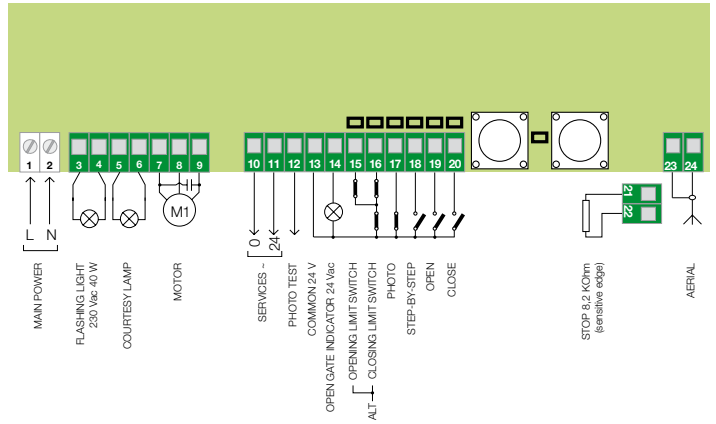 1 2
3 4 5 6 7 8 9
10 11 12 13 14 15 16 17 18 19 20
21
22
23 24
M1
L N
0
24
MAIN POWER
FLASHING LIGHT
230 Vac 40 W
COURTESY LAMP
MOTOR
SERVICES ~
PHOTO TEST
COMMON 24 V
OPEN GATE INDICATOR 24 Vac
OPENING LIMIT SWITCH
CLOSING LIMIT SWITCH
ALT
PHOTO
STEP-BY-STEP
OPEN
CLOSE
STOP 8,2 KOhm
(sensitive edge)
AERIAL